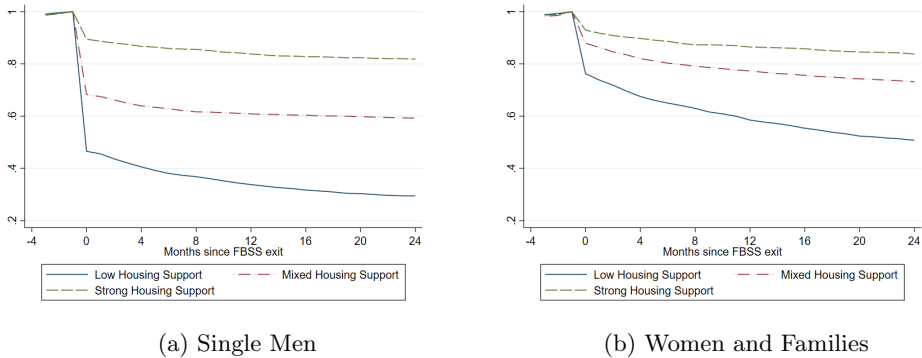 1
.8
.6
.4
.2
-4 0 4 8 12 16 20 24
Months since FBSS exit
Low Housing Support Mixed Housing Support
Strong Housing Support
(a) Single Men
1
.8
.6
.4
.2
-4 0 4 8 12 16 20 24
Months since FBSS exit
Low Housing Support Mixed Housing Support
Strong Housing Support
(b) Women and Families